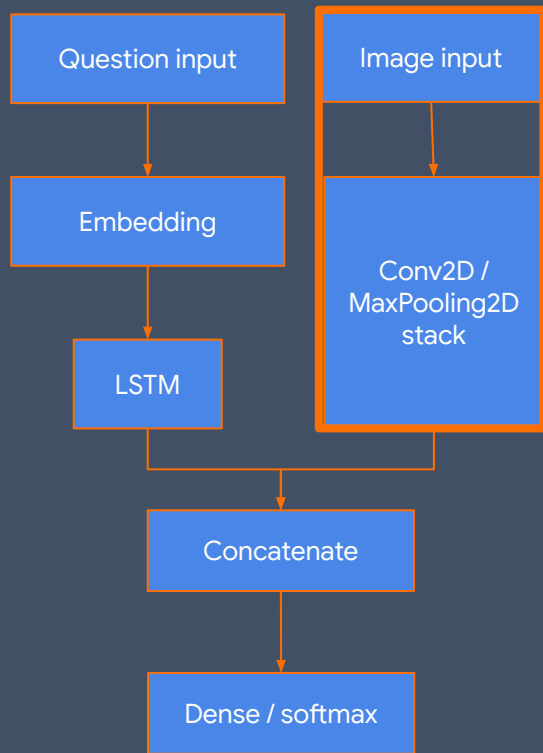 Question input
Image input
Embedding
Conv2D /
MaxPooling2D
stack
LSTM
Concatenate
Dense / softmax